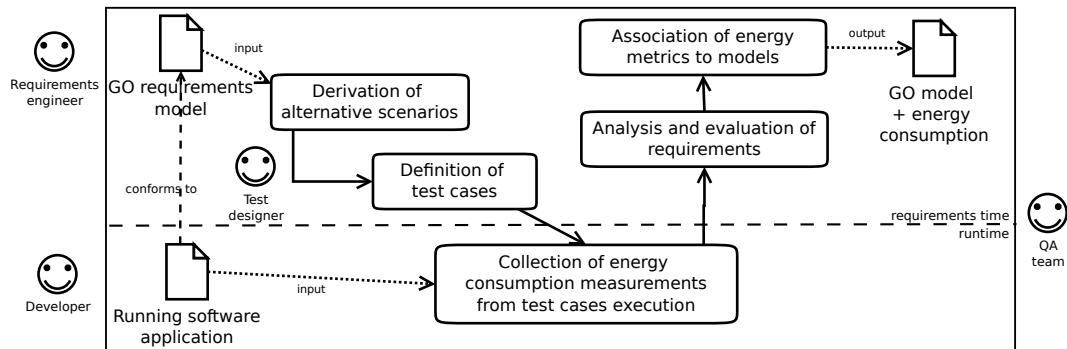 Requirements
engineer
GO requirements
model
input
Derivation of
alternative scenarios
Association of energy
metrics to models
output
GO model
+ energy
consumption
Analysis and evaluation of
requirements
conforms to
Test
designer
Definition of
test cases
requirements time
runtime
QA
team
Developer
Running software
application
input
Collection of energy
consumption measurements
from test cases execution